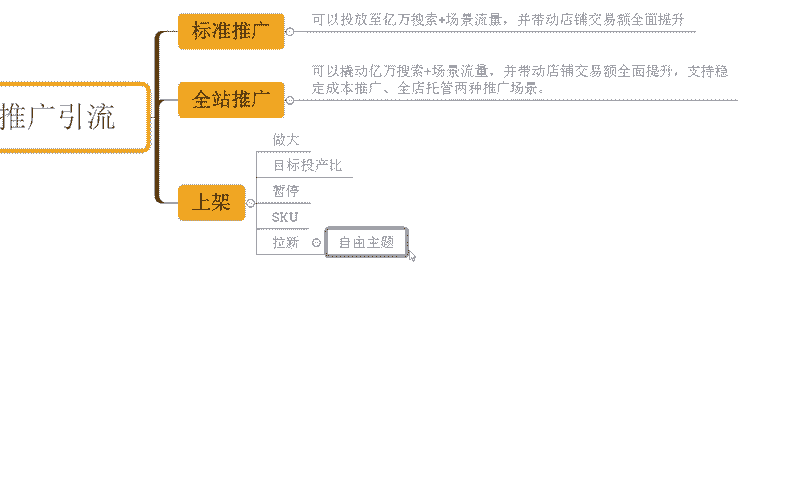 标准推广
可以投放至亿万搜索+场景流量，并带动店铺交易额全面提升
全站推广
可以撬动亿万搜索+场景流量，并带动店铺交易额全面提升，支持稳
定成本推广、全店托管两种推广场景。
推广引流
上架
做大
目标投产比
暂停
SKU
拉新
自由主题